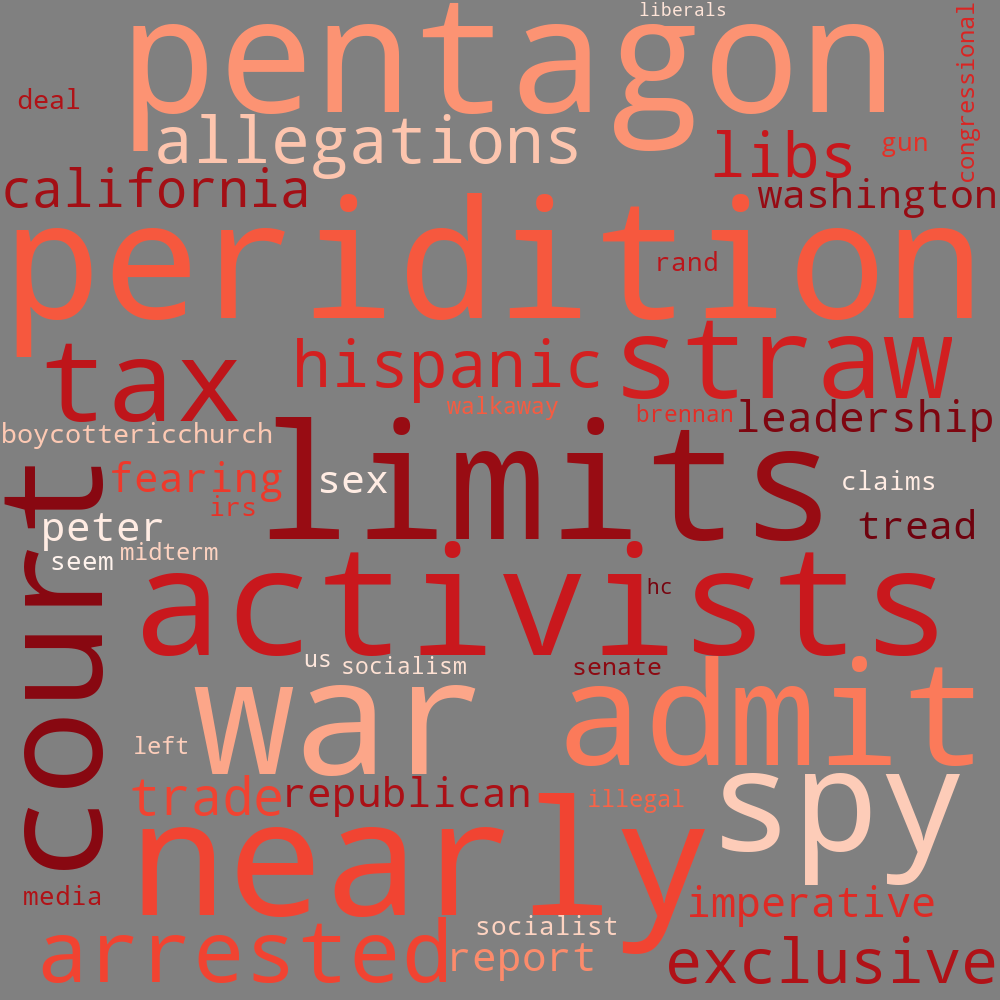 liberals
pentagon
congressional
deal
allegations
libs
gun
california
washington
peridition
rand
tax
hispanic
straw
walkaway
brennan
leadership
boycottericchurch
limits
fearing
sex
claims
irs
court
peter
tread
seem
midterm
activists
hc
us
socialism
senate
war
admit
left
spy
trade
republican
illegal
nearly
media
imperative
socialist
arrested
report
exclusive